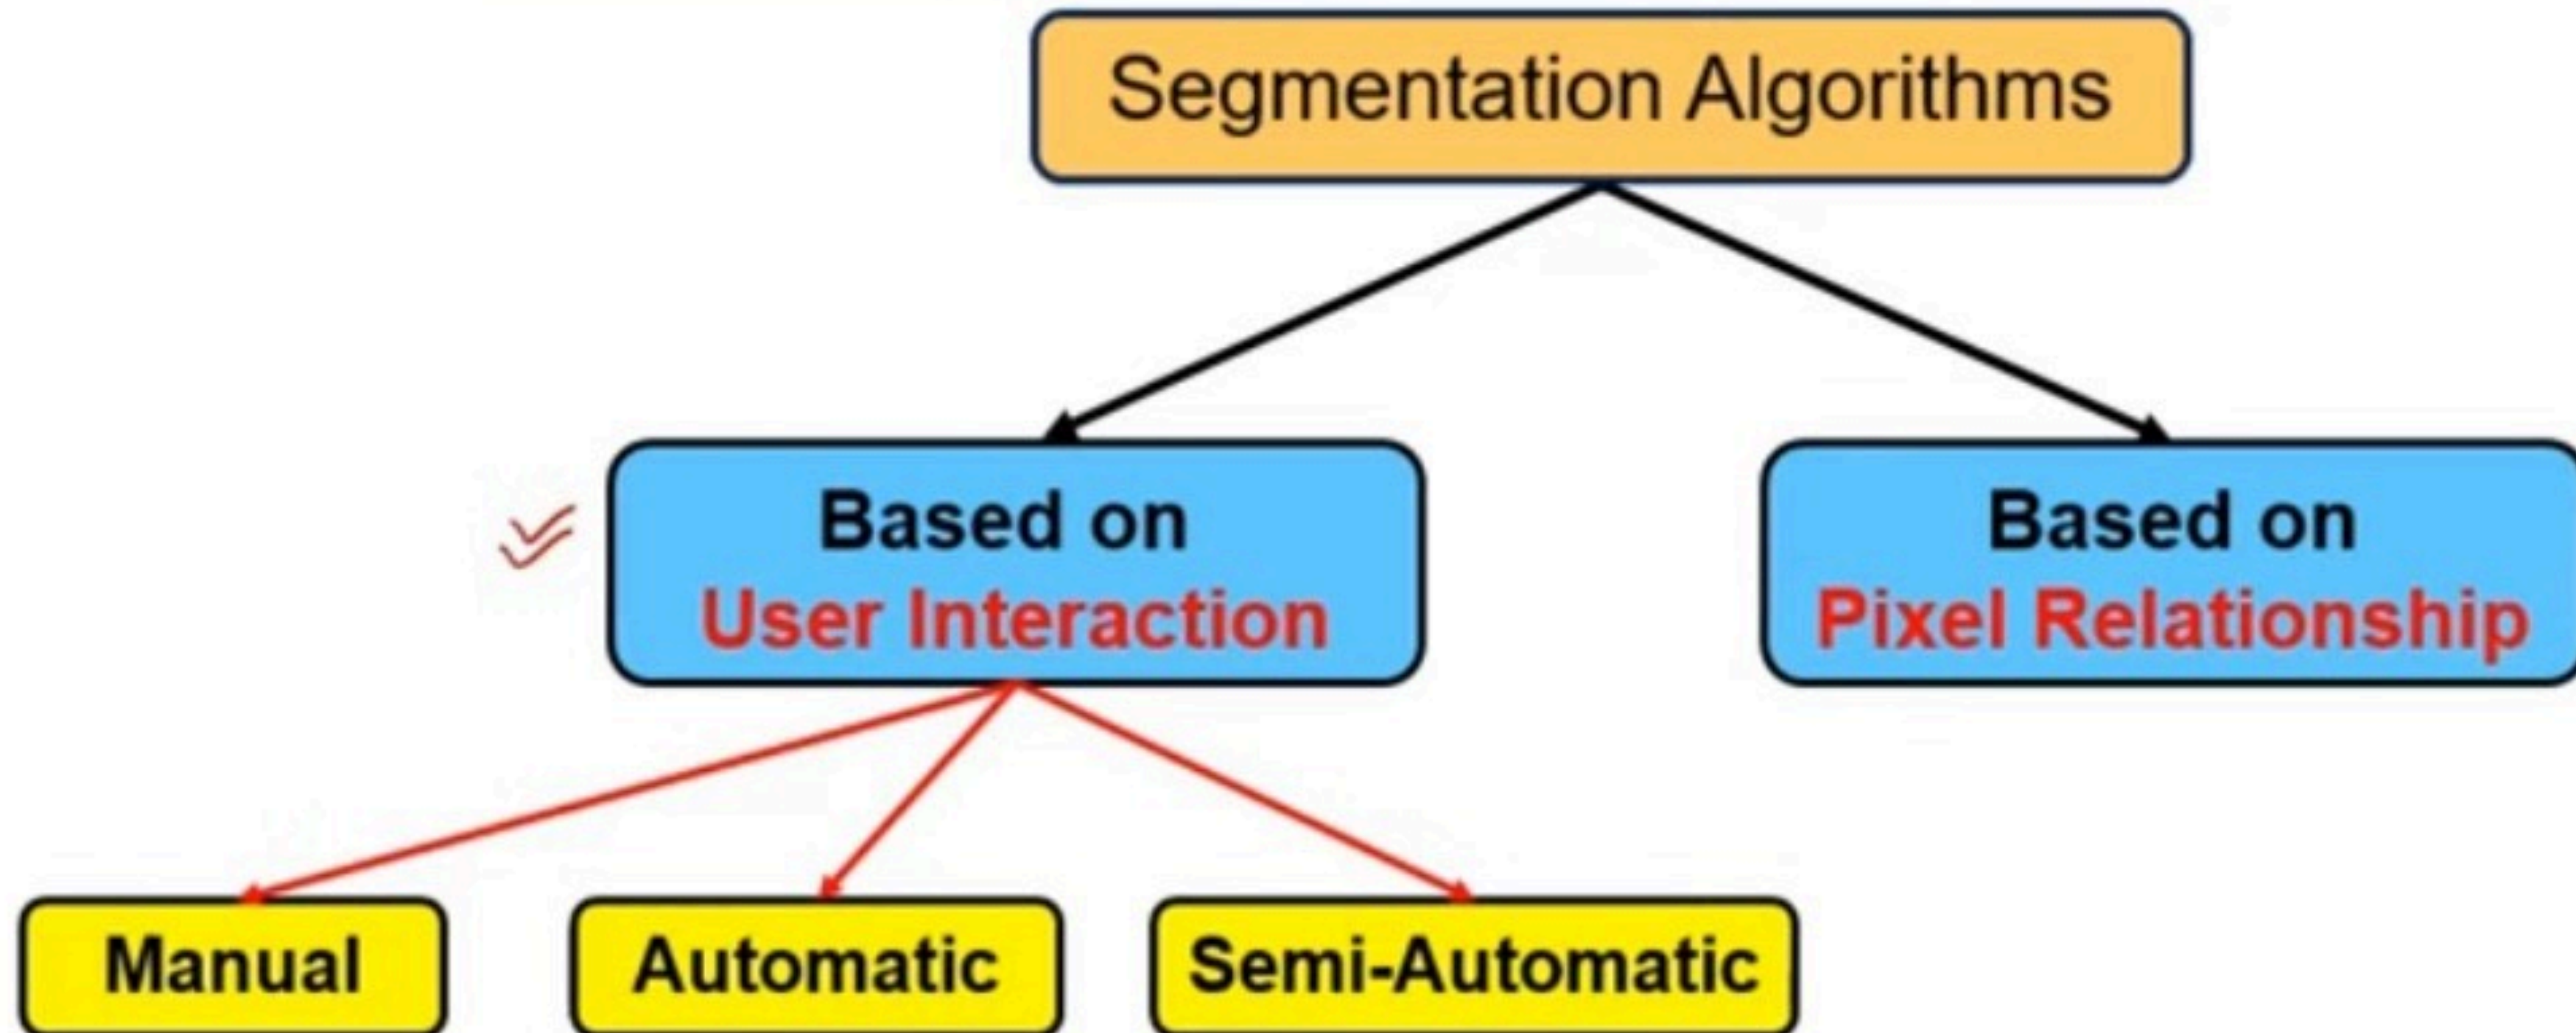 Segmentation Algorithms
Based on
User Interaction
Based on
Pixel Relationship
Manual
Automatic
Semi-Automatic